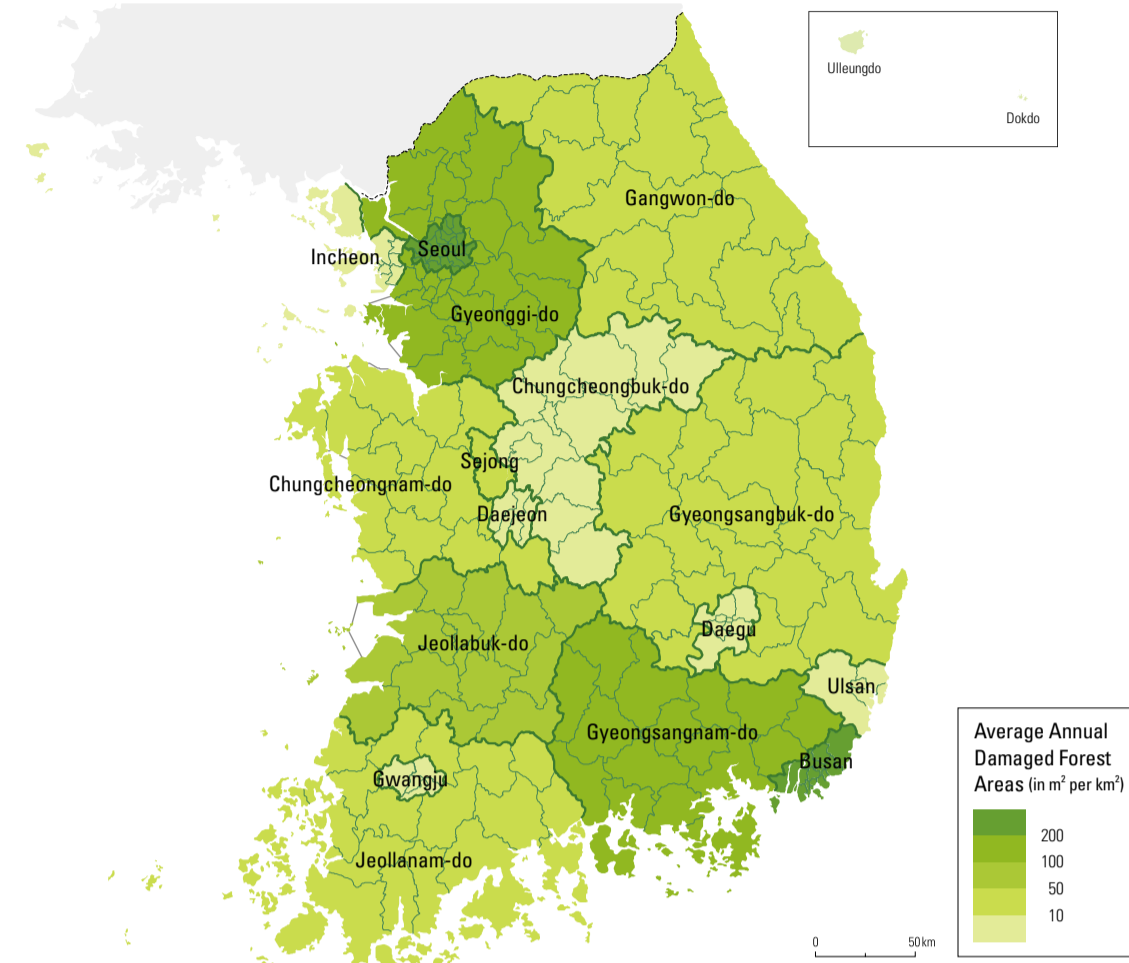 Ulleungdo
Dokdo
Gangwon-do
Seoul
Incheon
Gyeonggi-do
Chungcheongbuk-do
Sejong
Chungcheongnam-do
Daejeon
Gyeongsangbuk-do
Daegu
Jeollabuk-do
Ulsan
Gyeongsangnam-do
Busan
Gwangju
Jeollanam-do
Average Annual
Damaged Forest
Areas (in m² per km²)
200
100
50
10
0 50km